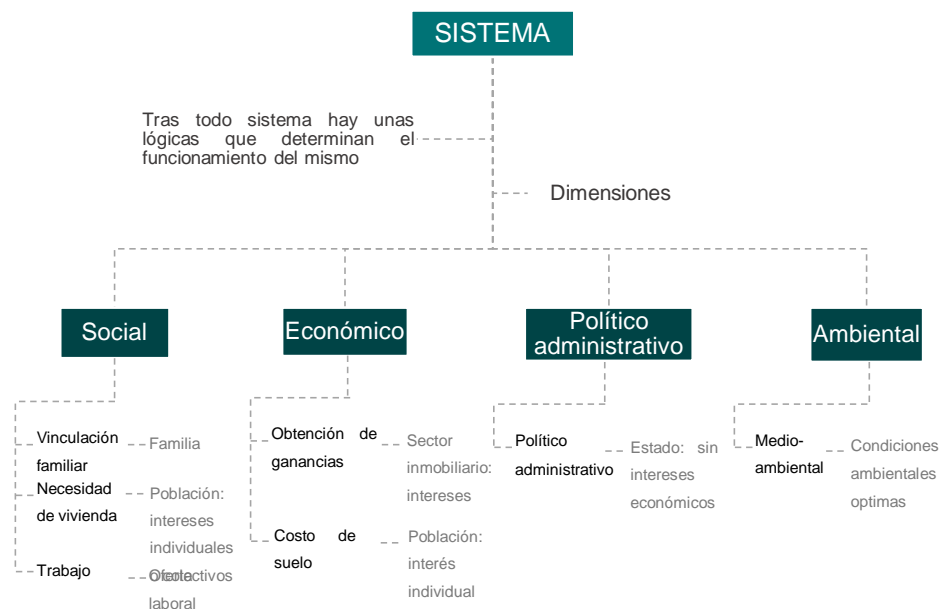 SISTEMA
Tras todo sistema hay unas
lógicas que determinan el
funcionamiento del mismo
Dimensiones
Social
Económico
Político
administrativo
Ambiental
Vinculación
familiar
Familia
Necesidad
de vivienda
Población:
intereses
individuales
Trabajo
laboral
Obtención de
ganancias
Sector
inmobiliario:
intereses
Costo de
suelo
Población:
interés
individual
Político
administrativo
Estado: sin
intereses
económicos
Medio-
ambiental
Condiciones
ambientales
optimas